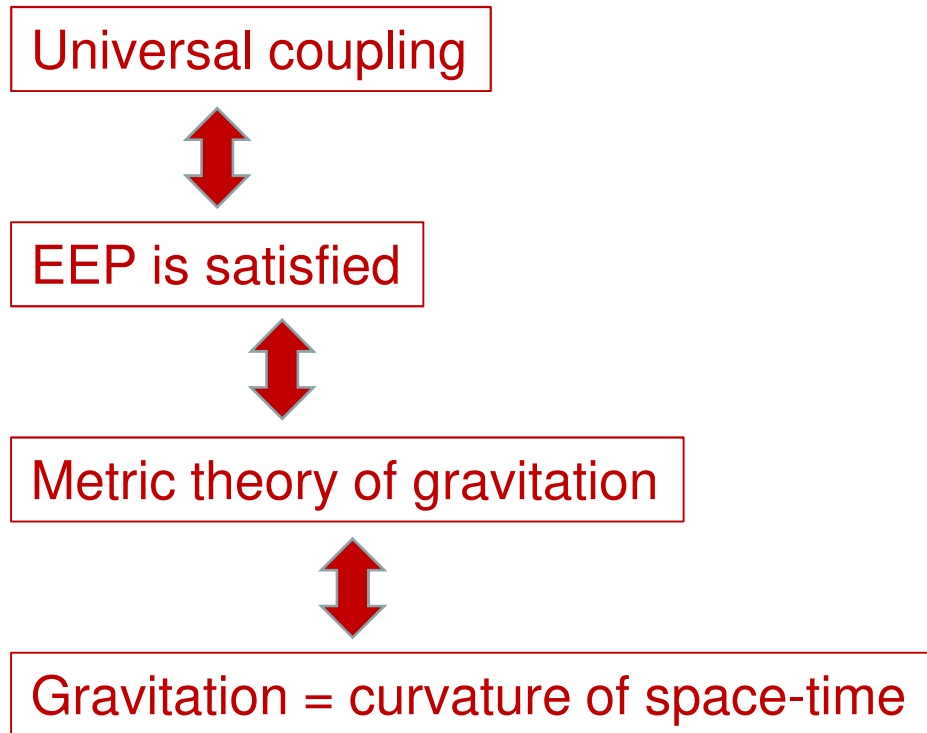 Universal coupling
EEP is satisfied
Metric theory of gravitation
Gravitation = curvature of space-time